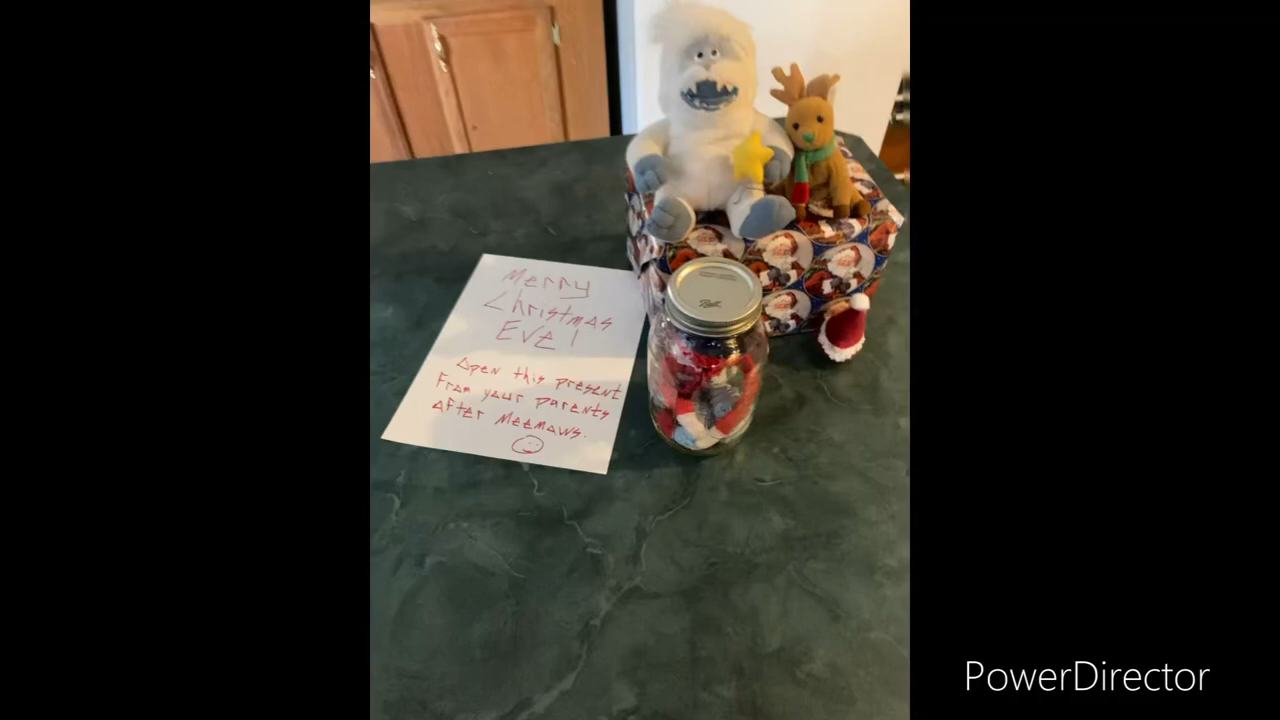 Merry
Christmas
Eve!
Open this present
From your parents
after Meemaws.
Ball
PowerDirector